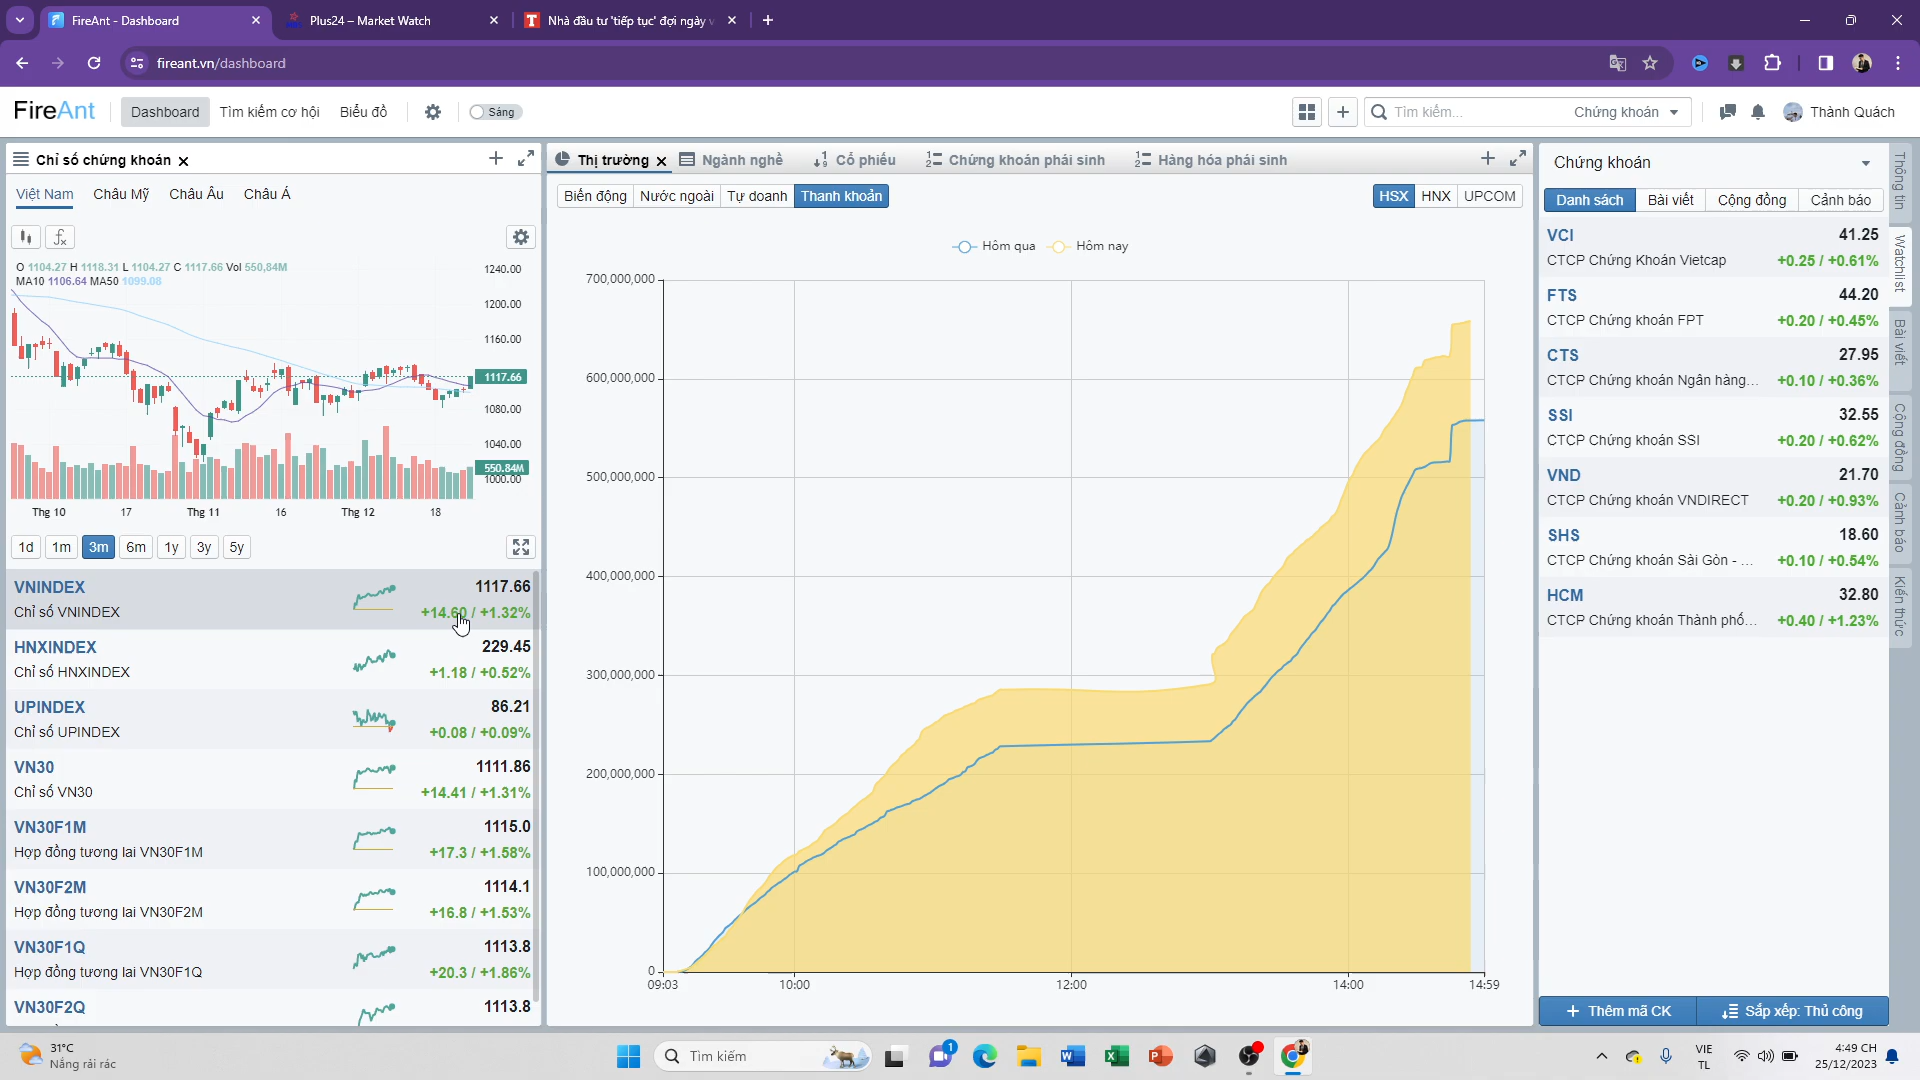 FireAnt - Dashboard
Plus24 – Market Watch
Nhà đầu tư 'tiếp tục' đợi ngày
fireant.vn/dashboard
FireAnt
Dashboard
Tìm kiếm cơ hội
Biểu đồ
Sáng
Tìm kiếm...
Chứng khoán
Thành Quách
Chỉ số chứng khoán
Việt Nam
Châu Mỹ
Châu Âu
Châu Á
O 1104.27 H 1118.31 L 1104.27 C 1117.66 Vol 550,84M
MA10 1106.64 MA50 1099.08
1240.00
1200.00
1160.00
1117.66
1080.00
1040.00
550.84M
1000.00
Thg 10
17
Thg 11
16
Thg 12
18
1d
1m
3m
6m
1y
3y
5y
VNINDEX
1117.66
Chỉ số VNINDEX
+14.60 / +1.32%
HNXINDEX
229.45
Chỉ số HNXINDEX
+1.18 / +0.52%
UPINDEX
86.21
Chỉ số UPINDEX
+0.08 / +0.09%
VN30
1111.86
Chỉ số VN30
+14.41 / +1.31%
VN30F1M
1115.0
Hợp đồng tương lai VN30F1M
+17.3 / +1.58%
VN30F2M
1114.1
Hợp đồng tương lai VN30F2M
+16.8 / +1.53%
VN30F1Q
1113.8
Hợp đồng tương lai VN30F1Q
+20.3 / +1.86%
VN30F2Q
1113.8
Thị trường
Ngành nghề
Cổ phiếu
Chứng khoán phái sinh
Hàng hóa phái sinh
Biến động
Nước ngoài
Tự doanh
Thanh khoản
HSX
HNX
UPCOM
Hôm qua
Hôm nay
700,000,000
600,000,000
500,000,000
400,000,000
300,000,000
200,000,000
100,000,000
0
09:03
10:00
12:00
14:00
14:59
Chứng khoán
Danh sách
Bài viết
Cộng đồng
Cảnh báo
VCI
41.25
CTCP Chứng Khoán Vietcap
+0.25 / +0.61%
FTS
44.20
CTCP Chứng khoán FPT
+0.20 / +0.45%
CTS
27.95
CTCP Chứng khoán Ngân hàng...
+0.10 / +0.36%
SSI
32.55
CTCP Chứng khoán SSI
+0.20 / +0.62%
VND
21.70
CTCP Chứng khoán VNDIRECT
+0.20 / +0.93%
SHS
18.60
CTCP Chứng khoán Sài Gòn - ...
+0.10 / +0.54%
HCM
32.80
CTCP Chứng khoán Thành phố...
+0.40 / +1.23%
Thêm mã CK
Sắp xếp: Thủ công
Thông tin
Watchlist
Bài viết
Cộng đồng
Cảnh báo
Kiến thức
31°C
Nắng rải rác
Tìm kiếm
1
VIE
TL
4:49 CH
25/12/2023